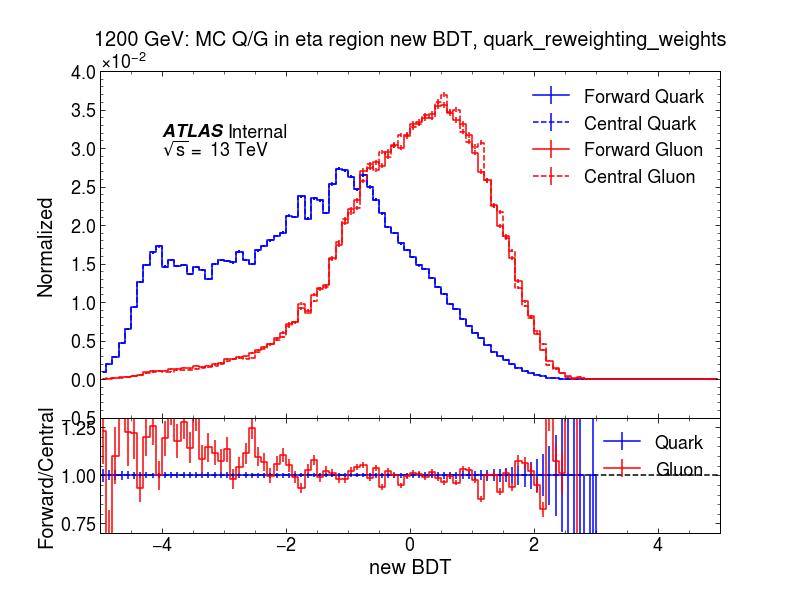 1200 GeV: MC Q/G in eta region new BDT, quark_reweighting_weights
×10⁻²
4.0
3.5
3.0
2.5
2.0
1.5
1.0
0.5
0.0
−0.5
Normalized
ATLAS Internal
√s = 13 TeV
Forward Quark
Central Quark
Forward Gluon
Central Gluon
1.25
1.00
0.75
Forward/Central
Quark
Gluon
−4 −2 0 2 4
new BDT